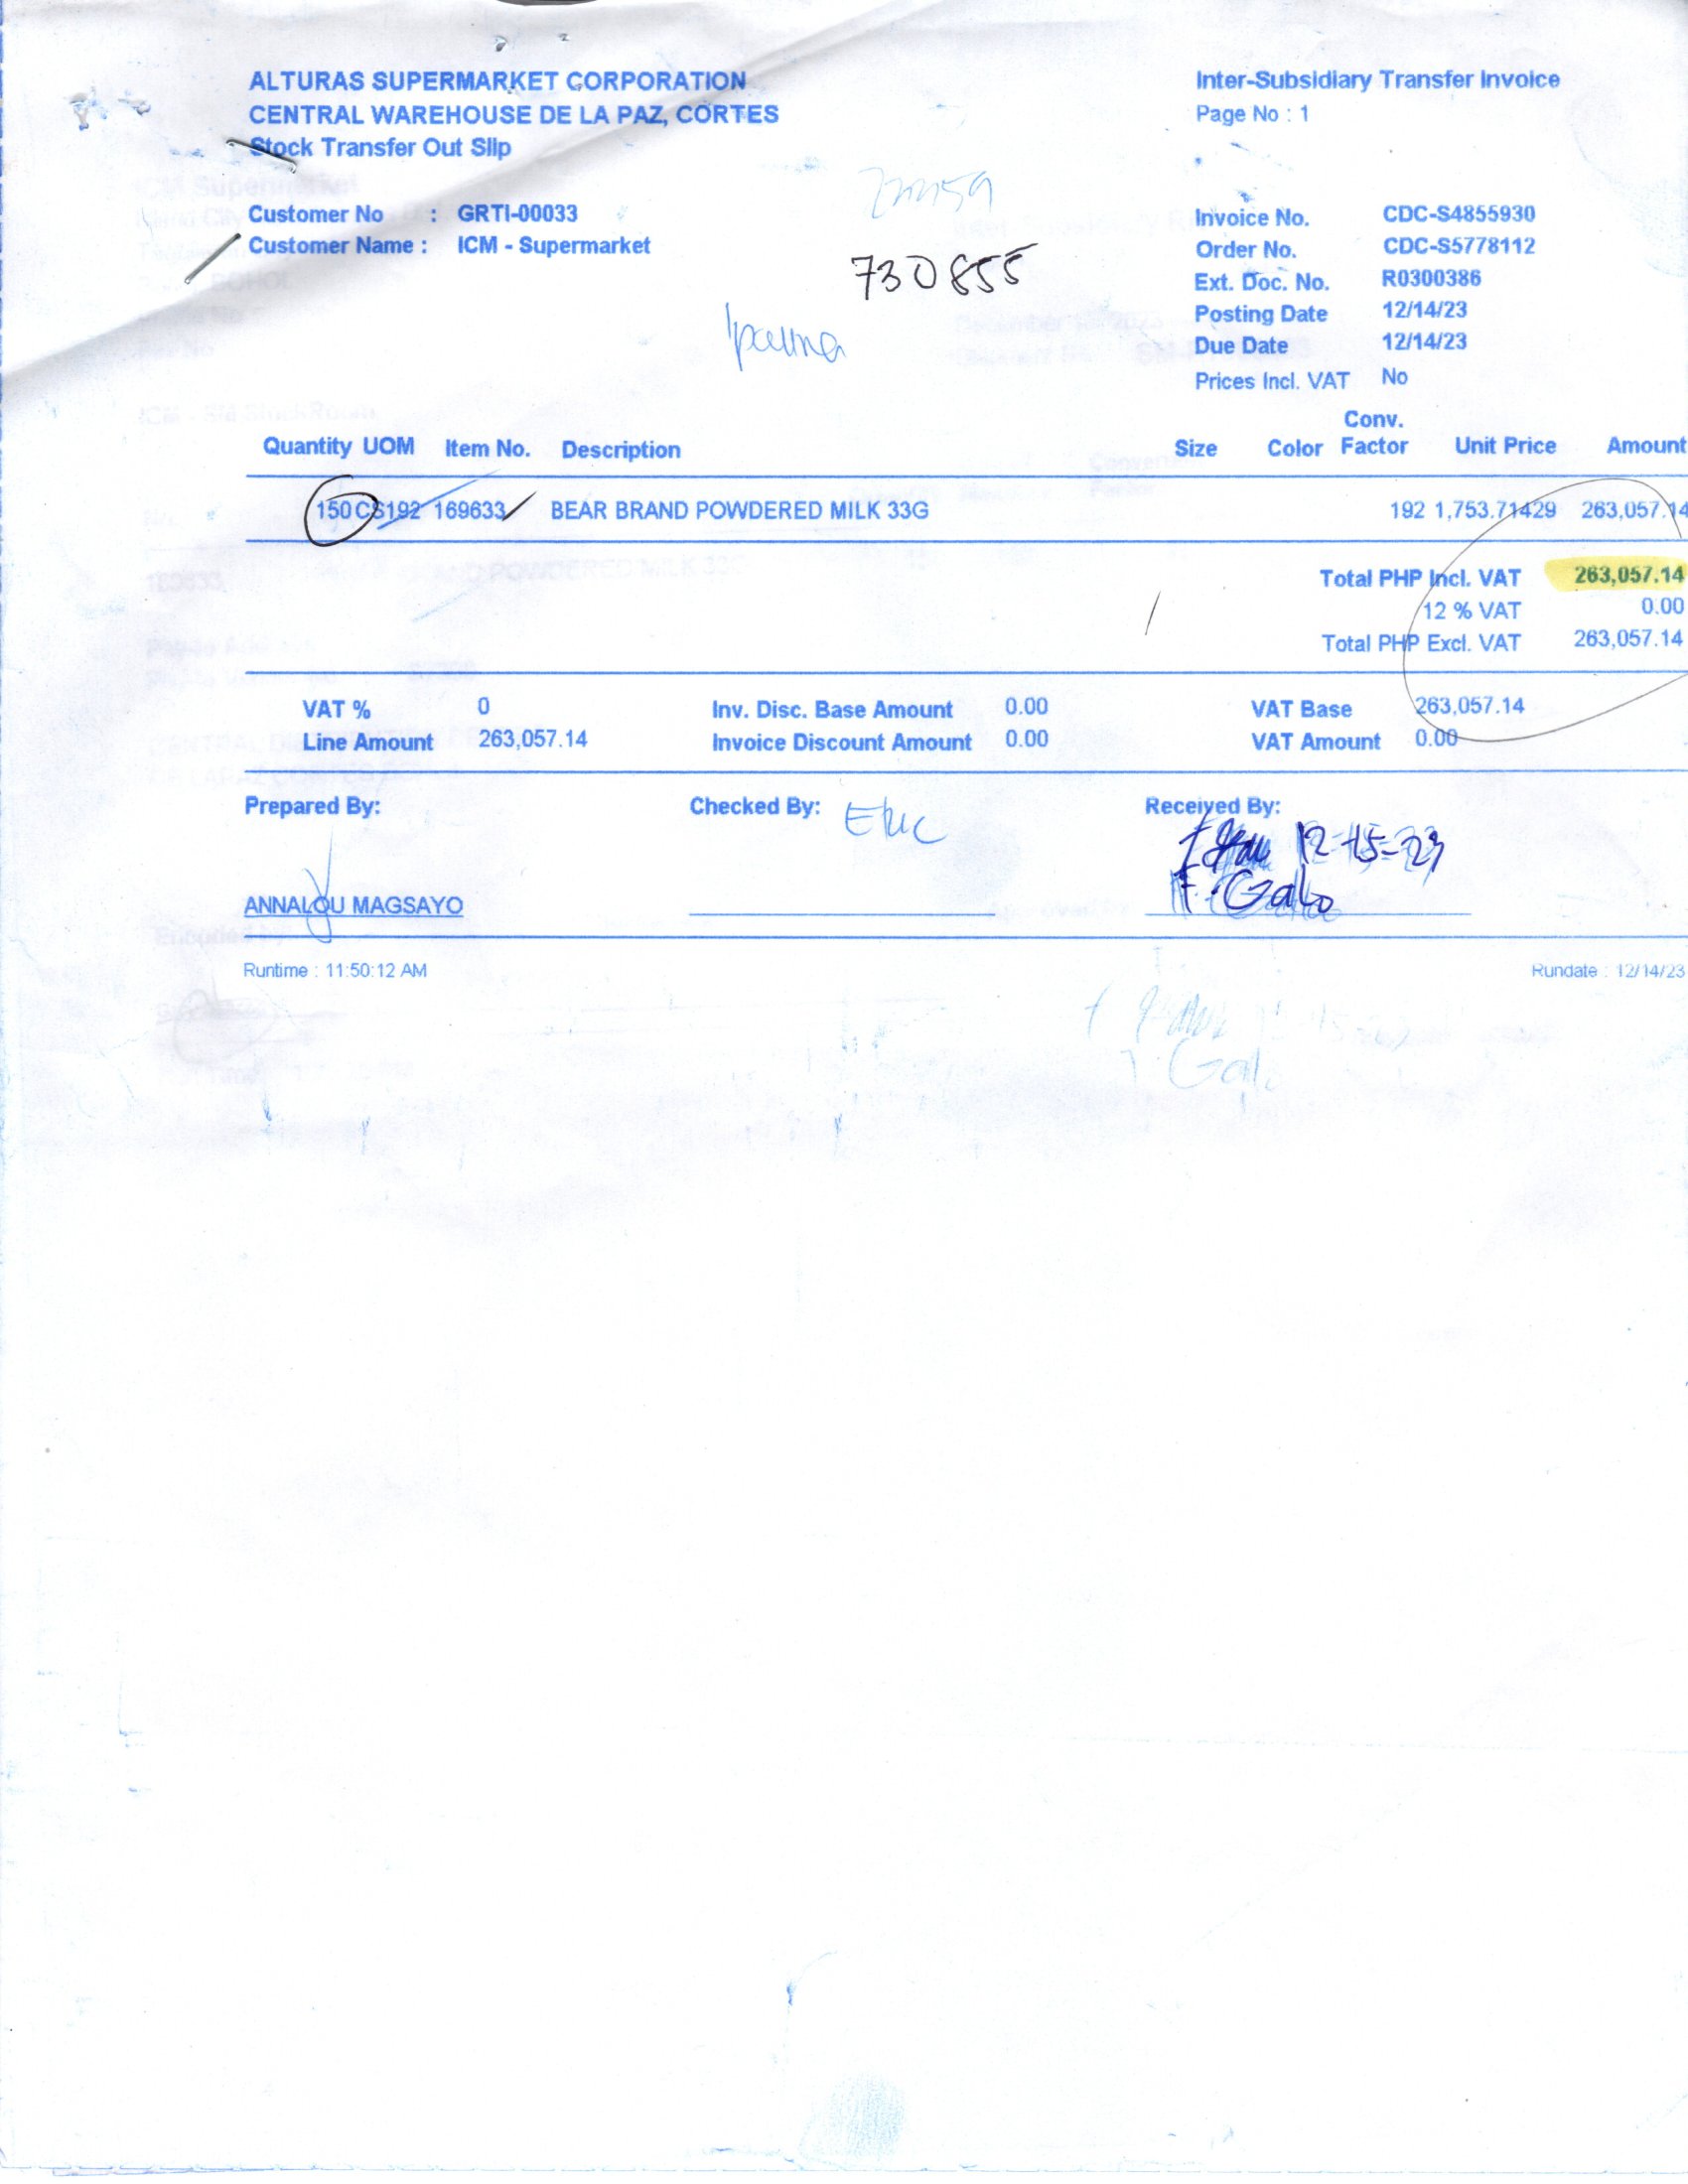 ALTURAS SUPERMARKET CORPORATION
CENTRAL WAREHOUSE DE LA PAZ, CORTES
Stock Transfer Out Slip
Inter-Subsidiary Transfer Invoice
Page No : 1
Customer No : GRTI-00033
Customer Name : ICM - Supermarket
730855
Invoice No. CDC-S4855930
Order No. CDC-S5778112
Ext. Doc. No. R0300386
Posting Date 12/14/23
Due Date 12/14/23
Prices Incl. VAT No
Quantity UOM Item No. Description Size Color Conv. Factor Unit Price Amount
150 CS192 169633 BEAR BRAND POWDERED MILK 33G 192 1,753.71429 263,057.14
Total PHP Incl. VAT 263,057.14
12 % VAT 0.00
Total PHP Excl. VAT 263,057.14
VAT % 0 Inv. Disc. Base Amount 0.00 VAT Base 263,057.14
Line Amount 263,057.14 Invoice Discount Amount 0.00 VAT Amount 0.00
Prepared By: Checked By: Eric Received By:
12-15-23
ANNALOU MAGSAYO F. Galo
Runtime : 11:50:12 AM Rundate : 12/14/23